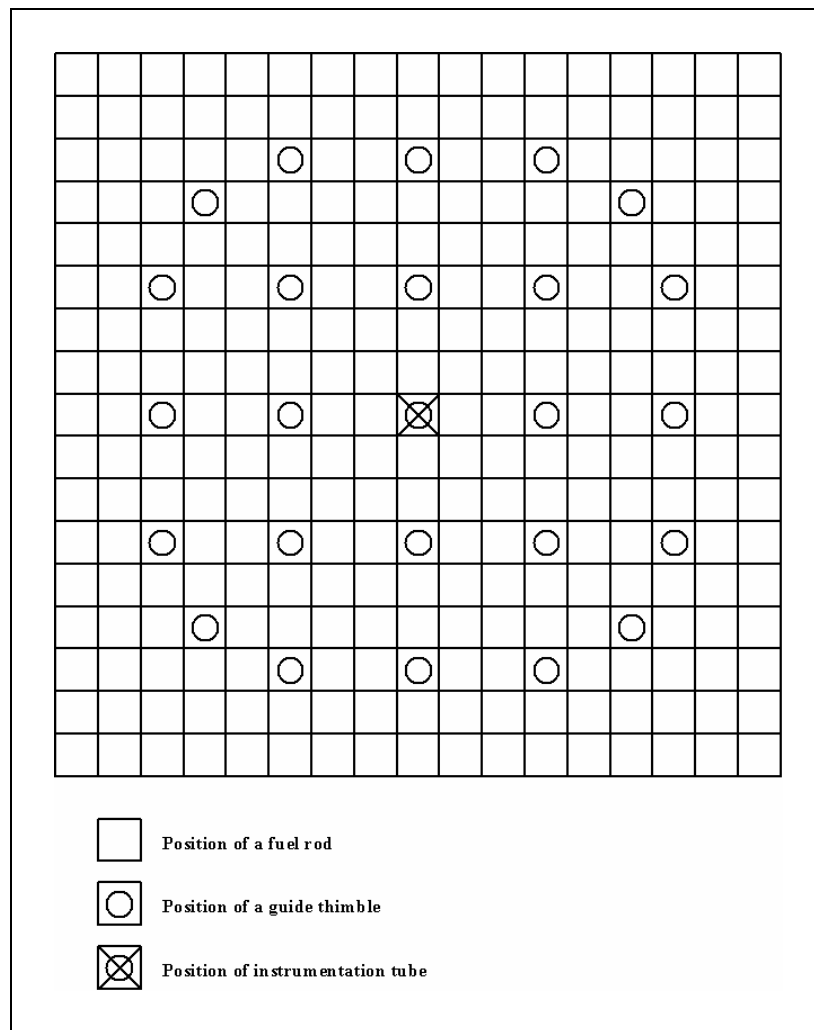 Position of a fuel rod
Position of a guide thimble
Position of instrumentation tube